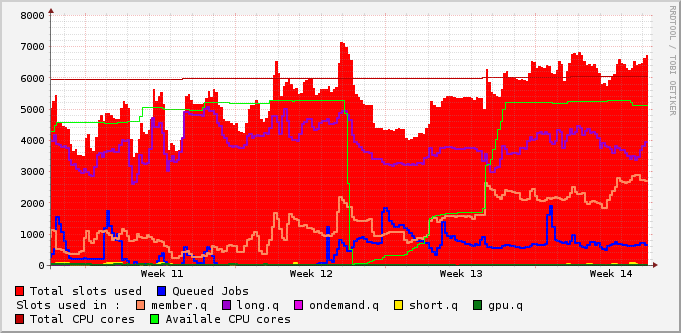 8000
7000
6000
5000
4000
3000
2000
1000
0
Week 11 Week 12 Week 13 Week 14
RRDTOOL / TOBI OETIKER
Total slots used Queued Jobs
Slots used in : member.q long.q ondemand.q short.q gpu.q
Total CPU cores Availale CPU cores